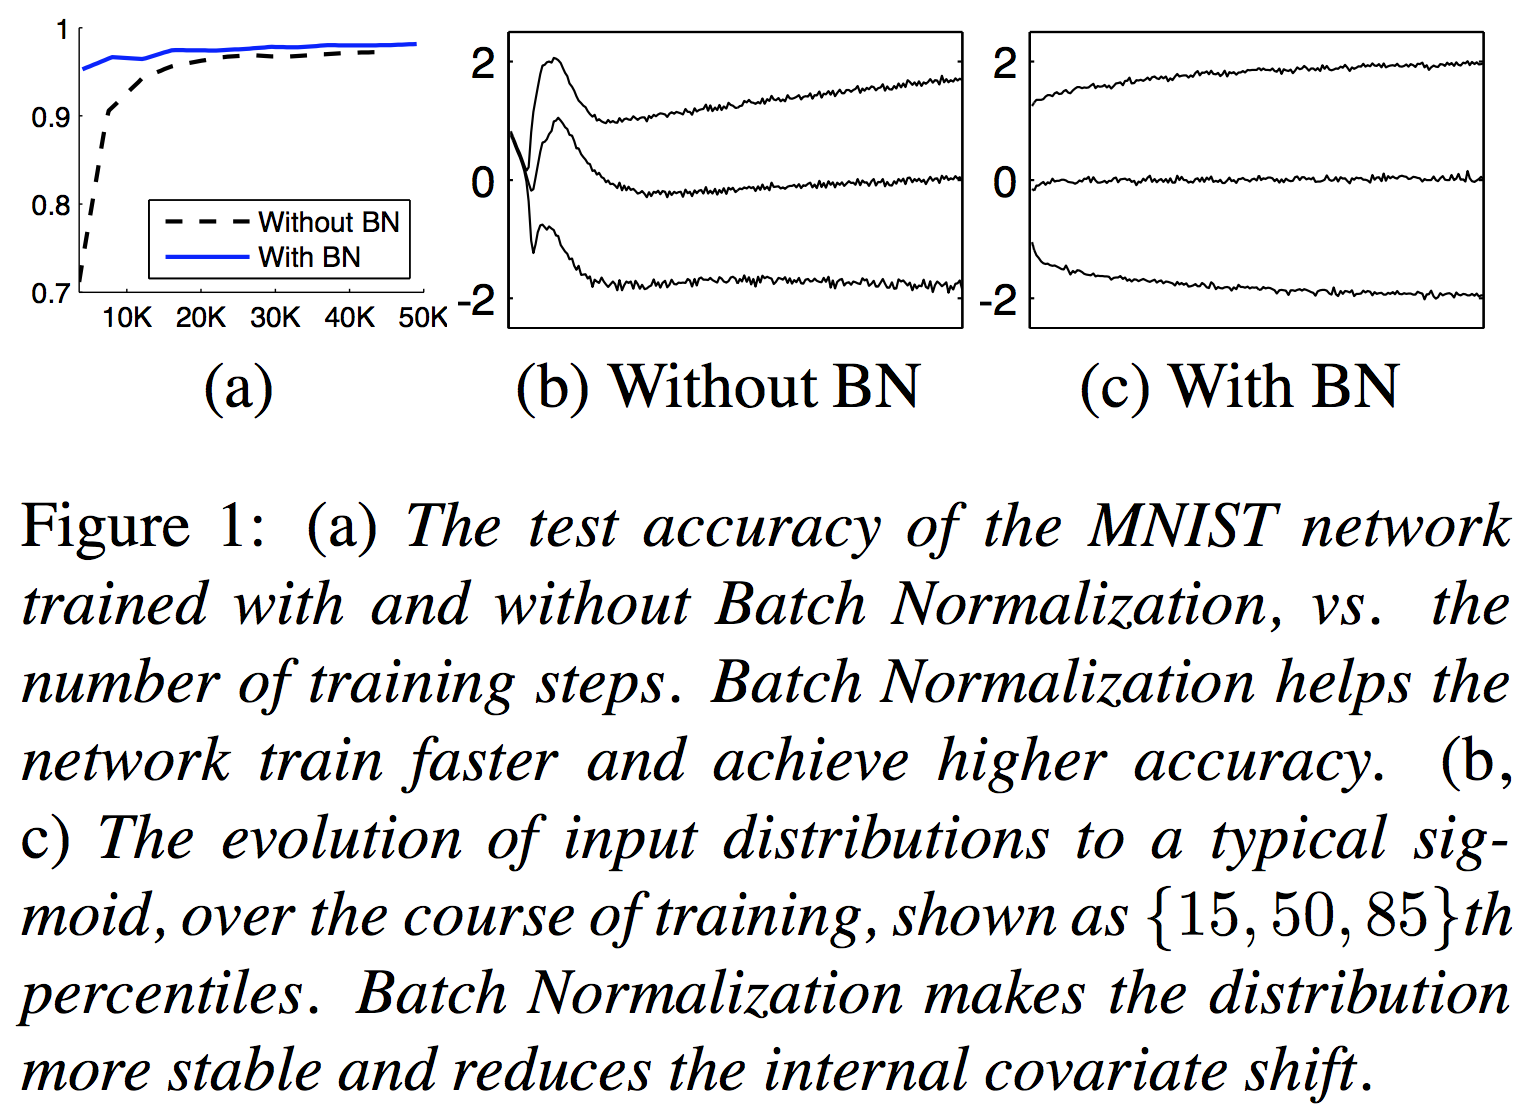 1
0.9
0.8
0.7
10K 20K 30K 40K 50K
Without BN
With BN
(a)
2
0
-2
(b) Without BN
2
0
-2
(c) With BN
Figure 1: (a) The test accuracy of the MNIST network
trained with and without Batch Normalization, vs. the
number of training steps. Batch Normalization helps the
network train faster and achieve higher accuracy. (b,
c) The evolution of input distributions to a typical sig-
moid, over the course of training, shown as {15, 50, 85}th
percentiles. Batch Normalization makes the distribution
more stable and reduces the internal covariate shift.